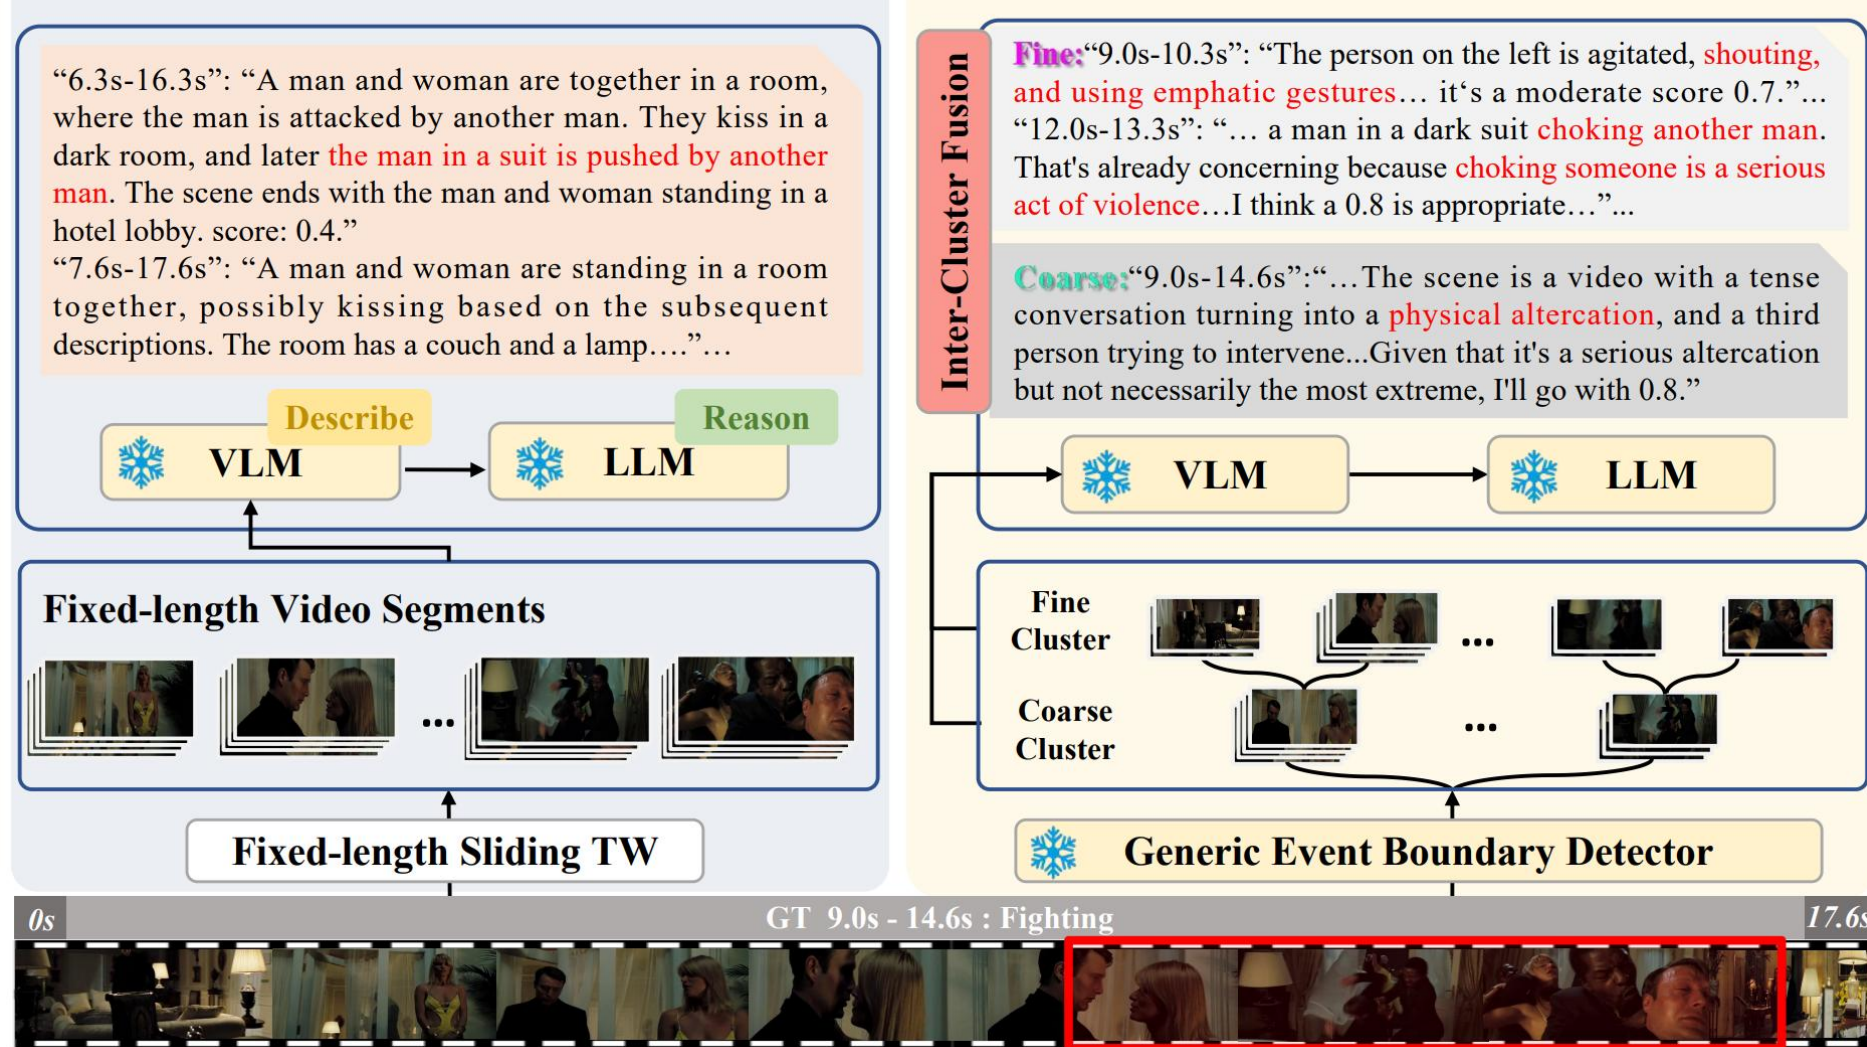 “6.3s-16.3s”: “A man and woman are together in a room,
where the man is attacked by another man. They kiss in a
dark room, and later the man in a suit is pushed by another
man. The scene ends with the man and woman standing in a
hotel lobby. score: 0.4.”
“7.6s-17.6s”: “A man and woman are standing in a room
together, possibly kissing based on the subsequent
descriptions. The room has a couch and a lamp….”…
Describe
Reason
VLM
LLM
Fixed-length Video Segments
...
Fixed-length Sliding TW
Inter-Cluster Fusion
Fine:“9.0s-10.3s”: “The person on the left is agitated, shouting,
and using emphatic gestures… it‘s a moderate score 0.7.”...
“12.0s-13.3s”: “… a man in a dark suit choking another man.
That's already concerning because choking someone is a serious
act of violence…I think a 0.8 is appropriate…”...
Coarse:“9.0s-14.6s”:“…The scene is a video with a tense
conversation turning into a physical altercation, and a third
person trying to intervene...Given that it's a serious altercation
but not necessarily the most extreme, I'll go with 0.8.”
VLM
LLM
Fine
Cluster
...
Coarse
Cluster
...
Generic Event Boundary Detector
0s
GT 9.0s - 14.6s : Fighting
17.6s